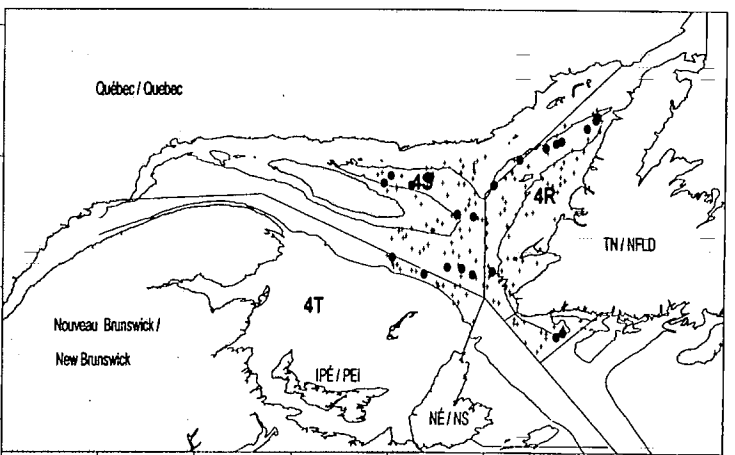 Québec / Quebec
4S
4R
TN / NFLD
4T
Nouveau Brunswick /
New Brunswick
IPÉ / PEI
NÉ / NS